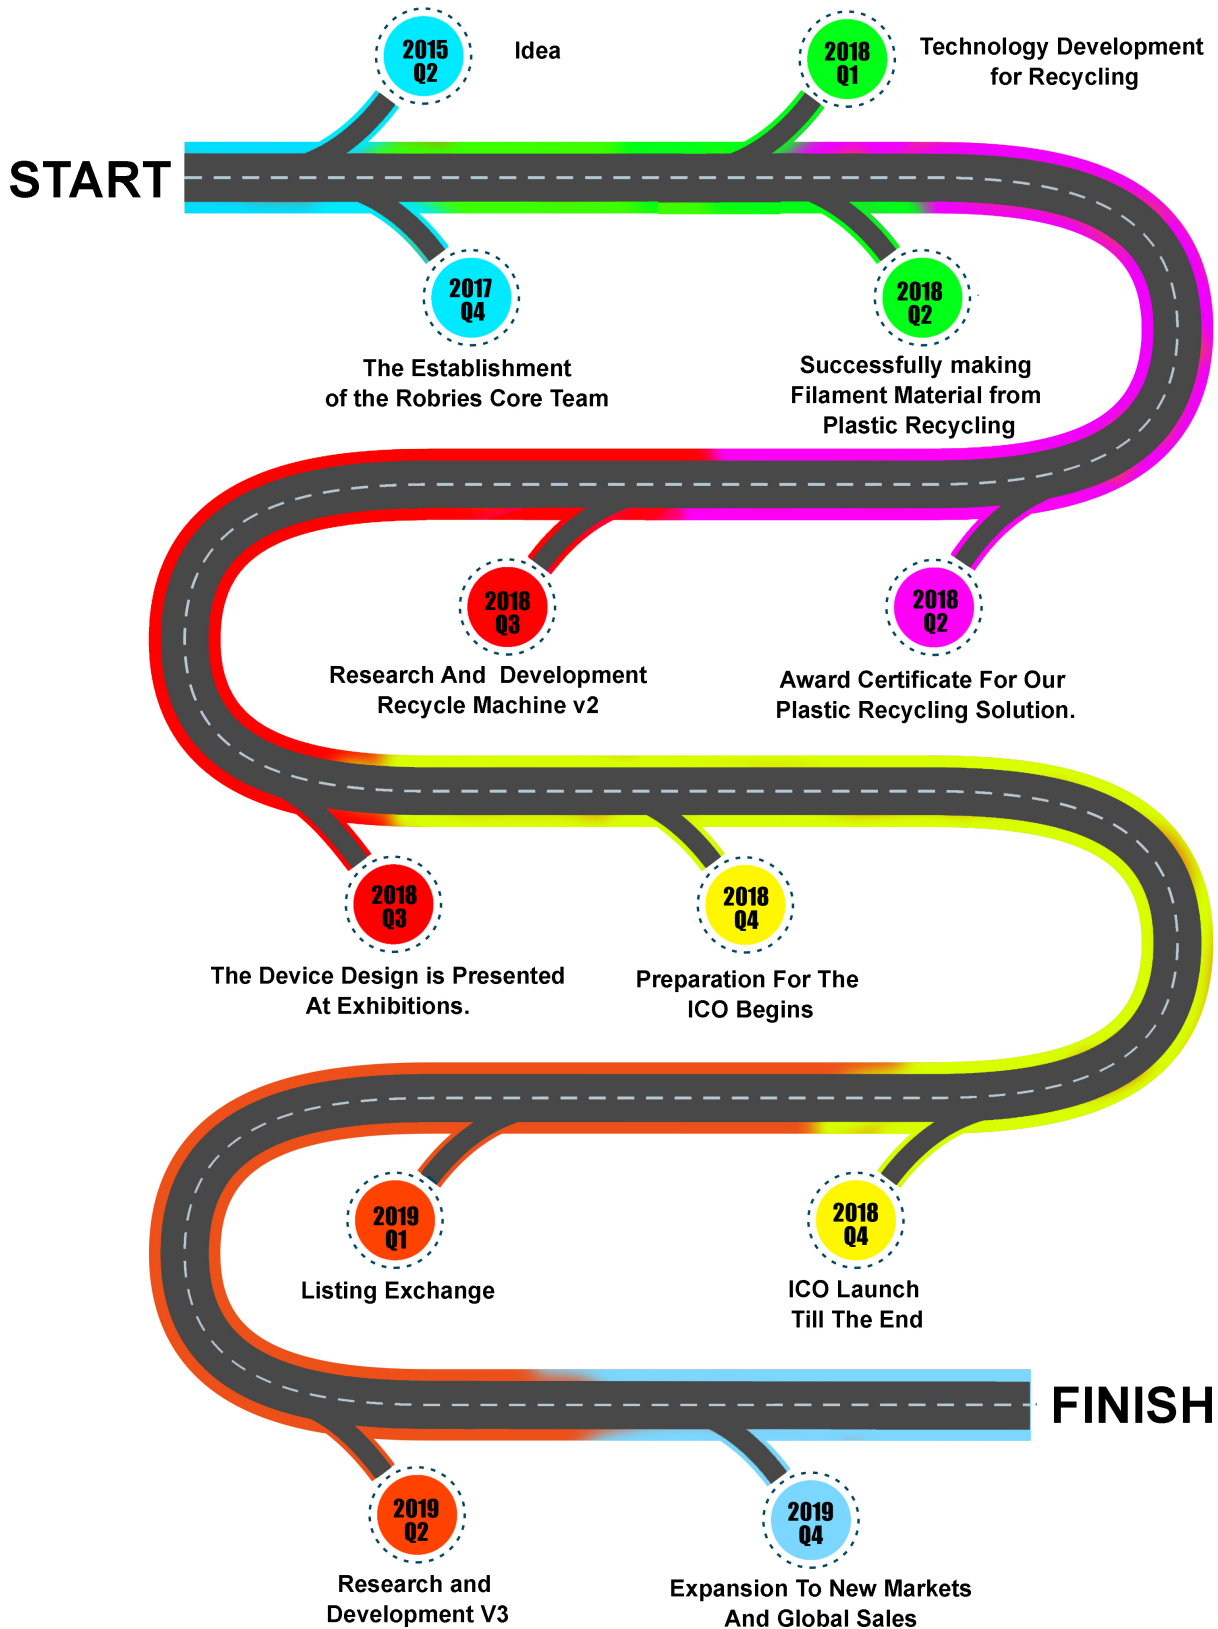 2015
Q2
Idea
2018
Q1
Technology Development
for Recycling
START
2017
Q4
The Establishment
of the Robries Core Team
2018
Q2
Successfully making
Filament Material from
Plastic Recycling
2018
Q3
Research And  Development
Recycle Machine v2
2018
Q2
Award Certificate For Our
Plastic Recycling Solution.
2018
Q3
The Device Design is Presented
At Exhibitions.
2018
Q4
Preparation For The
ICO Begins
2019
Q1
Listing Exchange
2018
Q4
ICO Launch
Till The End
FINISH
2019
Q2
Research and
Development V3
2019
Q4
Expansion To New Markets
And Global Sales